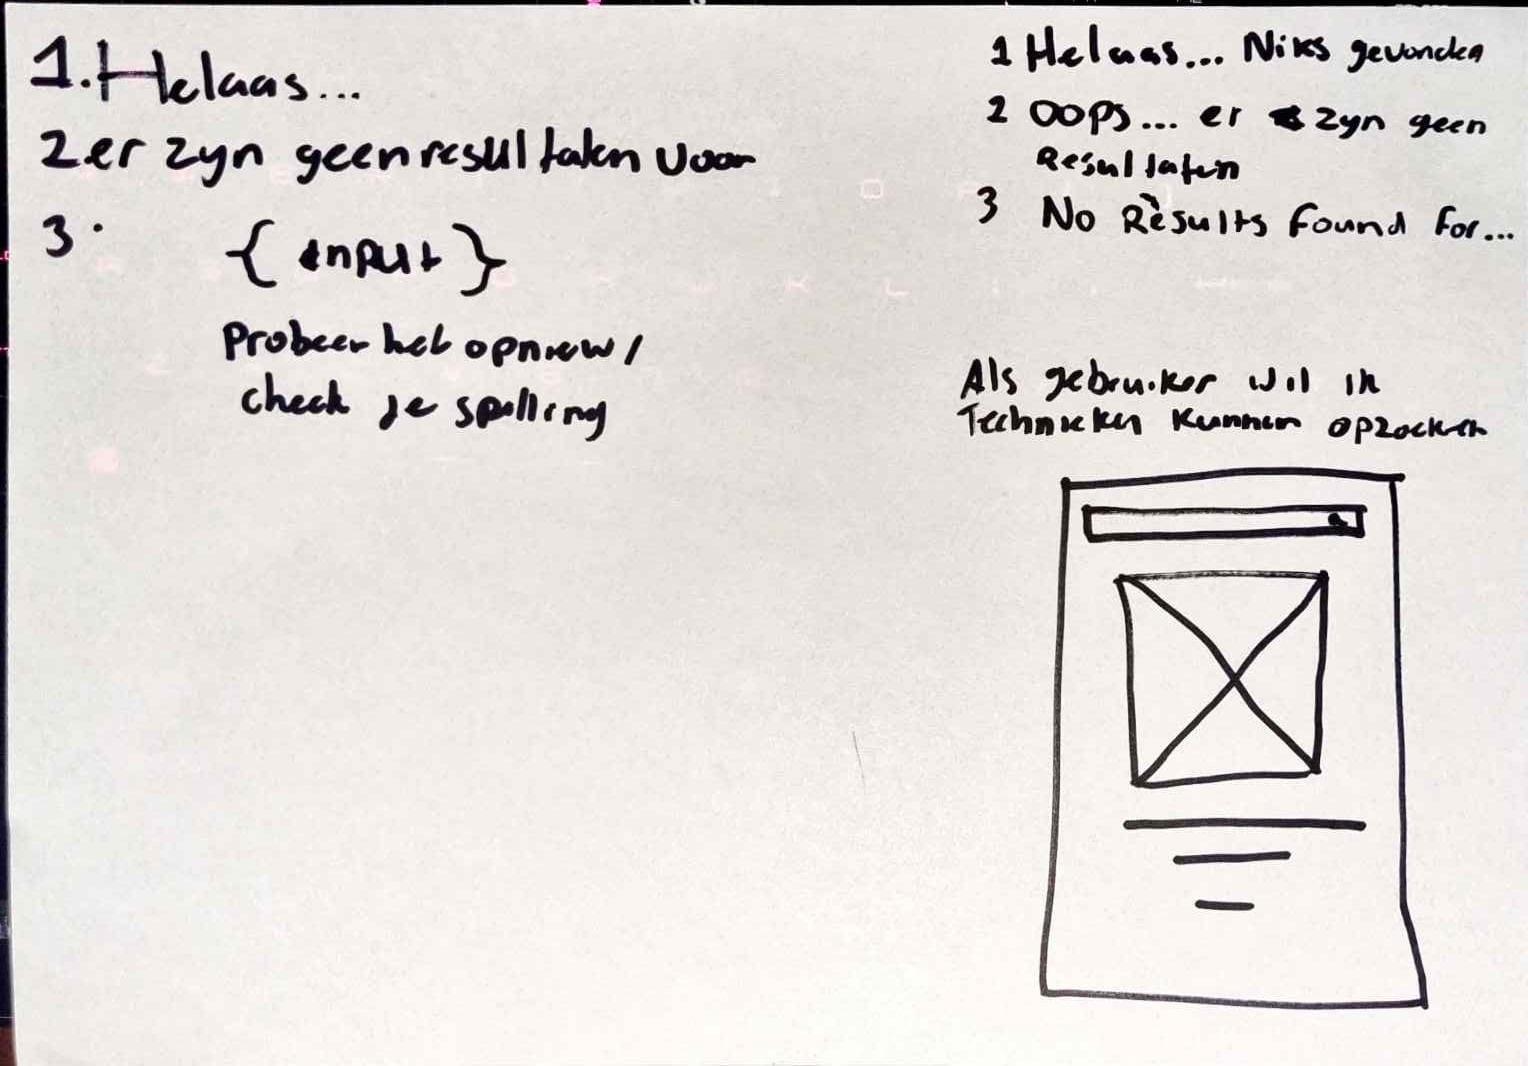 1. Helaas...
2 er zyn geen resultaten voor
3.
{ input }
Probeer het opnieuw /
check je spelling
1 Helaas... Niks gevonden
2 oops... er zyn geen
Resultaten
3 No Results found for...
Als gebruiker wil ik
Technieken kunnen opzoeken